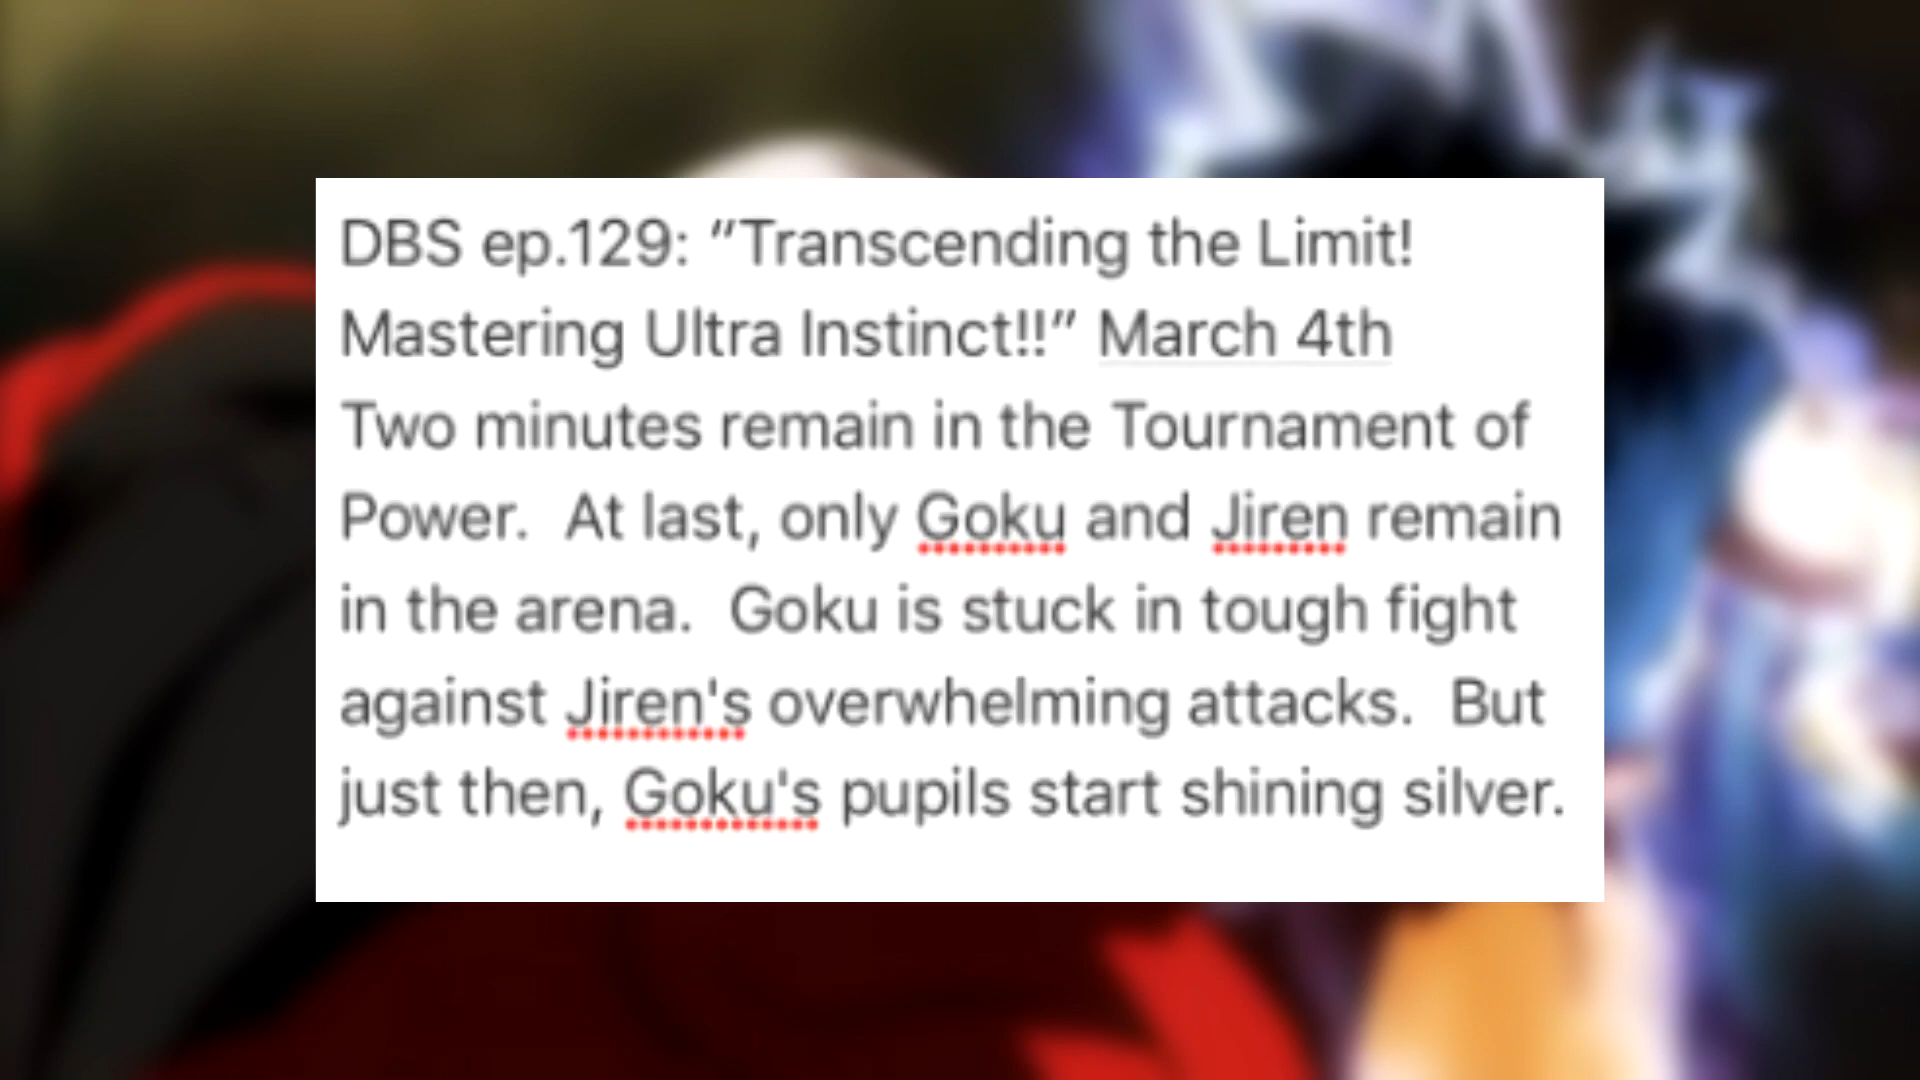 DBS ep.129: “Transcending the Limit!
Mastering Ultra Instinct!!” March 4th
Two minutes remain in the Tournament of
Power.  At last, only Goku and Jiren remain
in the arena.  Goku is stuck in tough fight
against Jiren's overwhelming attacks.  But
just then, Goku's pupils start shining silver.